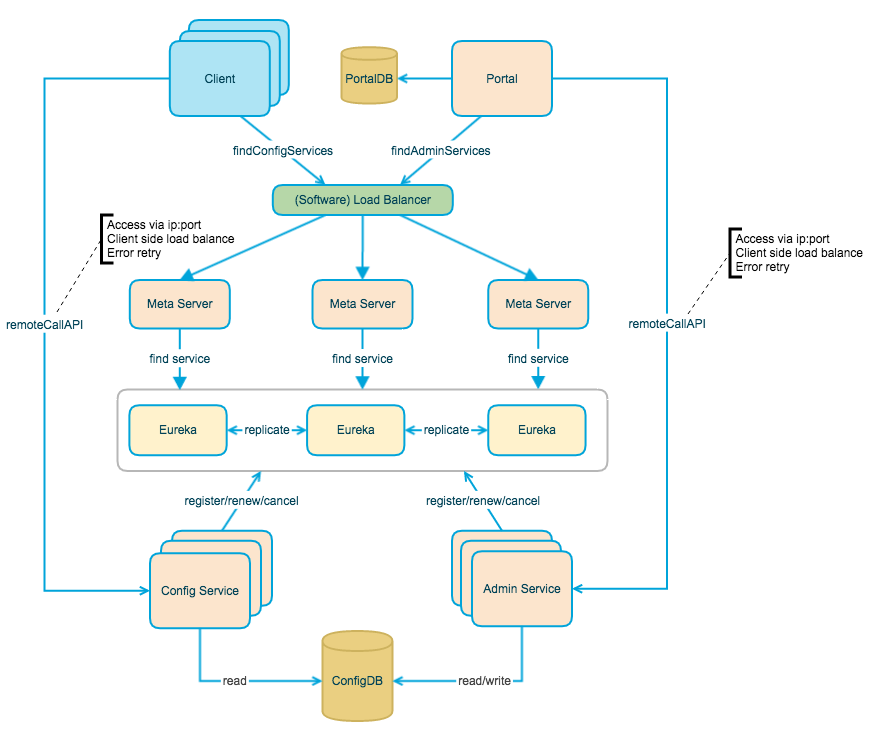 Client
PortalDB
Portal
findConfigServices
findAdminServices
(Software) Load Balancer
Access via ip:port
Client side load balance
Error retry
Access via ip:port
Client side load balance
Error retry
Meta Server
Meta Server
Meta Server
remoteCallAPI
remoteCallAPI
find service
find service
find service
Eureka
replicate
Eureka
replicate
Eureka
register/renew/cancel
register/renew/cancel
Config Service
Admin Service
read
ConfigDB
read/write